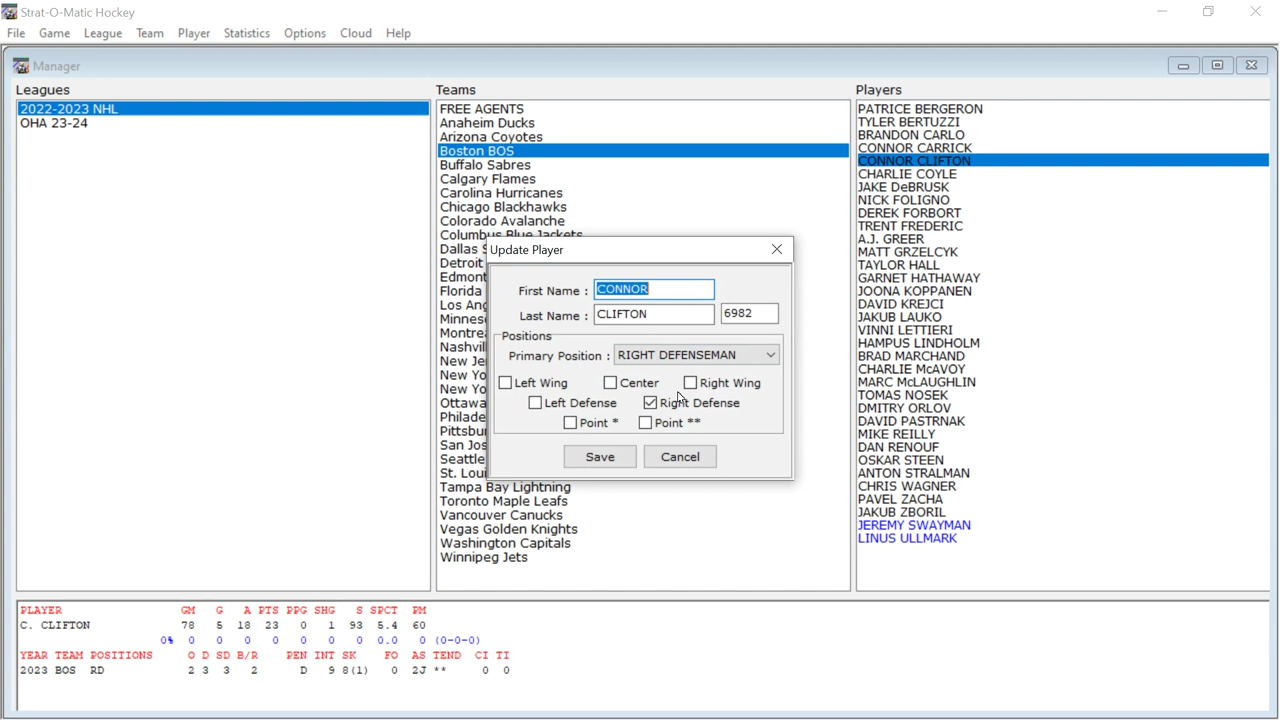 Strat-O-Matic Hockey
File Game League Team Player Statistics Options Cloud Help
Manager
Leagues
2022-2023 NHL
OHA 23-24
Teams
FREE AGENTS
Anaheim Ducks
Arizona Coyotes
Boston BOS
Buffalo Sabres
Calgary Flames
Carolina Hurricanes
Chicago Blackhawks
Colorado Avalanche
Columbus Blue Jackets
Dallas S
Detroit
Edmont
Florida
Los Ang
Minnes
Montre
Nashvil
New Je
New Yo
New Yo
Ottawa
Philade
Pittsbur
San Jos
Seattle
St. Loui
Tampa Bay Lightning
Toronto Maple Leafs
Vancouver Canucks
Vegas Golden Knights
Washington Capitals
Winnipeg Jets
Players
PATRICE BERGERON
TYLER BERTUZZI
BRANDON CARLO
CONNOR CARRICK
CONNOR CLIFTON
CHARLIE COYLE
JAKE DeBRUSK
NICK FOLIGNO
DEREK FORBORT
TRENT FREDERIC
A.J. GREER
MATT GRZELCYK
TAYLOR HALL
GARNET HATHAWAY
JOONA KOPPANEN
DAVID KREJCI
JAKUB LAUKO
VINNI LETTIERI
HAMPUS LINDHOLM
BRAD MARCHAND
CHARLIE McAVOY
MARC McLAUGHLIN
TOMAS NOSEK
DMITRY ORLOV
DAVID PASTRNAK
MIKE REILLY
DAN RENOUF
OSKAR STEEN
ANTON STRALMAN
CHRIS WAGNER
PAVEL ZACHA
JAKUB ZBORIL
JEREMY SWAYMAN
LINUS ULLMARK
Update Player
First Name : CONNOR
Last Name : CLIFTON 6982
Positions
Primary Position : RIGHT DEFENSEMAN
Left Wing Center Right Wing
Left Defense Right Defense
Point * Point **
Save Cancel
PLAYER GM G A PTS PPG SHG S SPCT PM
C. CLIFTON 78 5 18 23 0 1 93 5.4 60
0% 0 0 0 0 0 0 0 0.0 0 (0-0-0)
YEAR TEAM POSITIONS O D SD B/R PEN INT SK FO AS TEND CI TI
2023 BOS RD 2 3 3 2 D 9 8(1) 0 2J ** 0 0